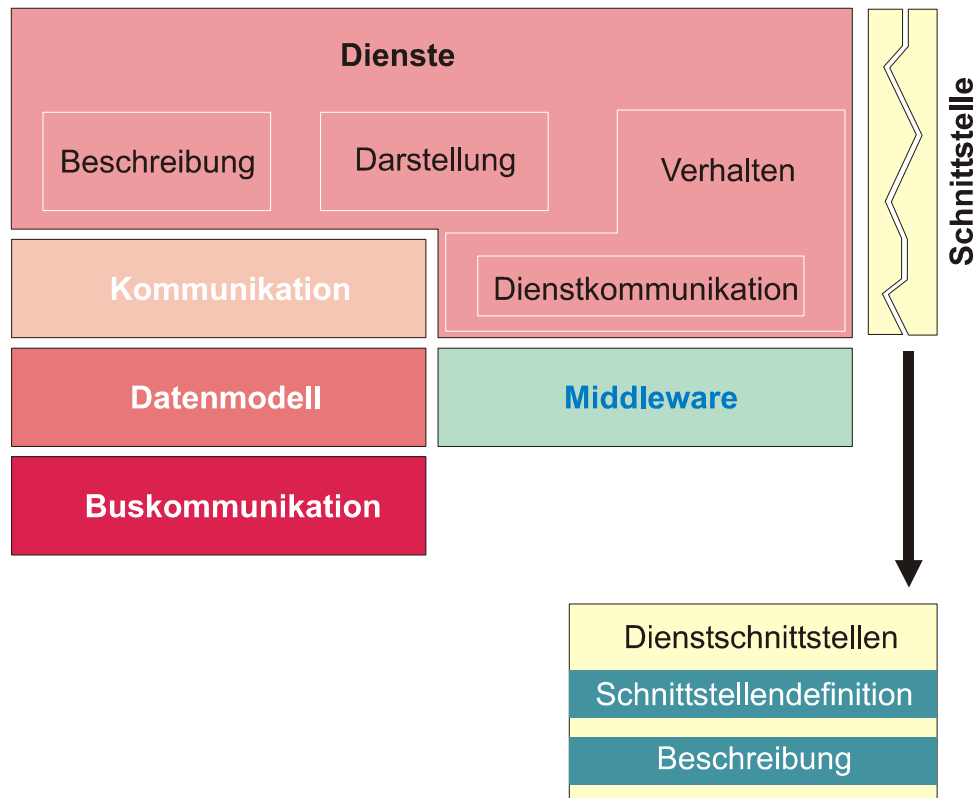 Dienste
Beschreibung
Darstellung
Verhalten
Schnittstelle
Kommunikation
Dienstkommunikation
Datenmodell
Middleware
Buskommunikation
Dienstschnittstellen
Schnittstellendefinition
Beschreibung